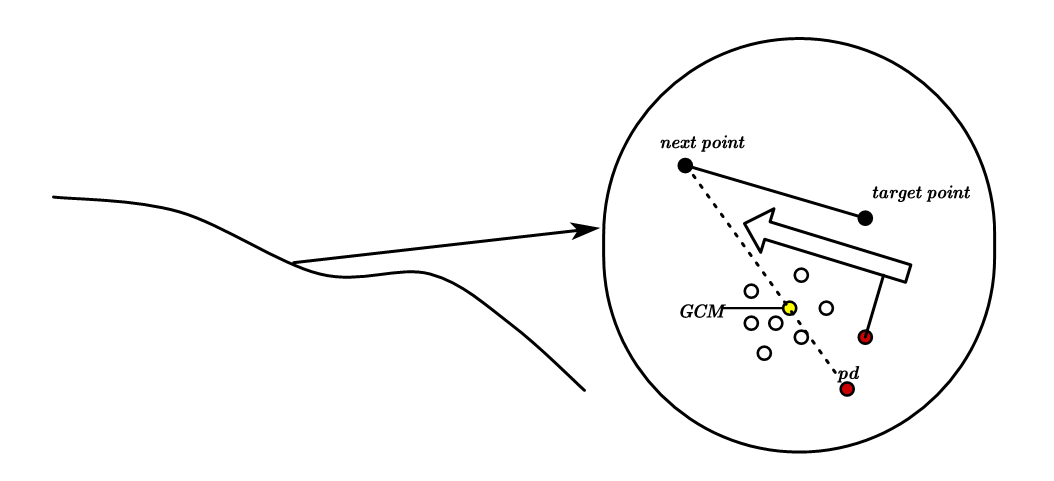 next point
target point
GCM
pd